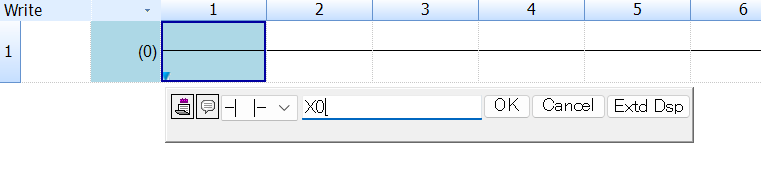 Write 1 2 3 4 5 6
1 (0)
X0[ OK Cancel Extd Dsp